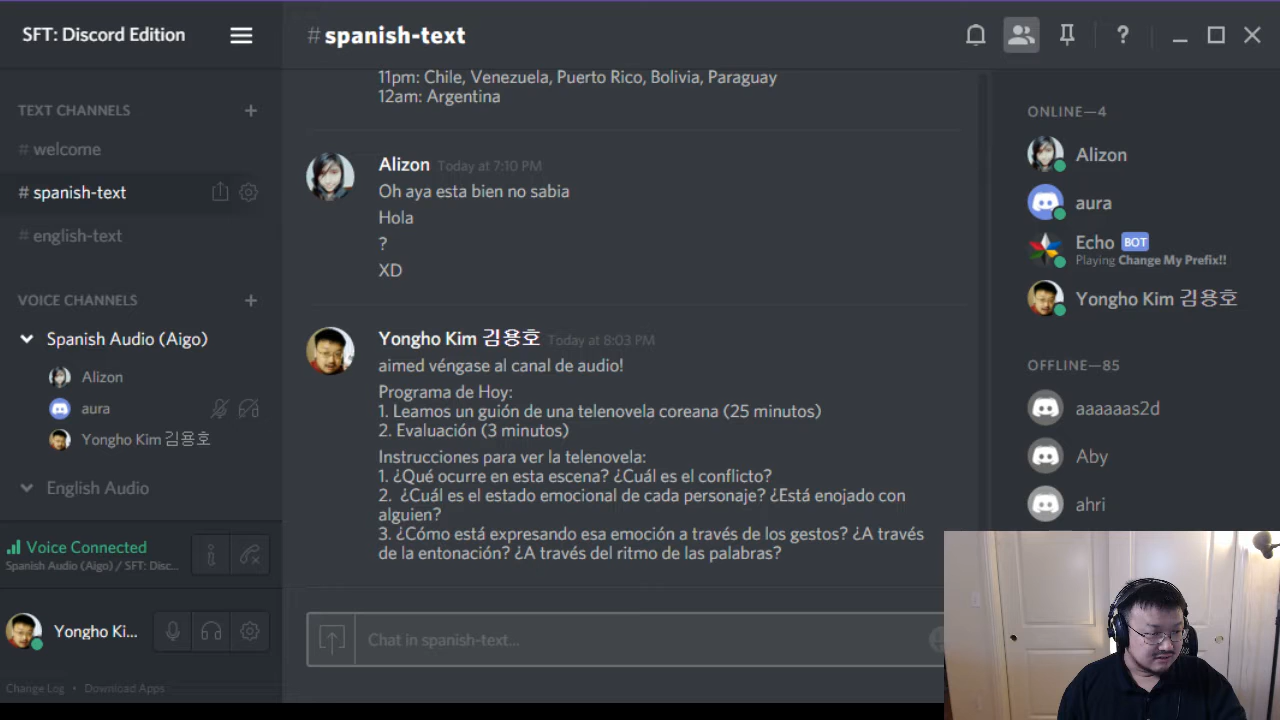 SFT: Discord Edition
TEXT CHANNELS
# welcome
# spanish-text
# english-text
VOICE CHANNELS
Spanish Audio (Aigo)
Alizon
aura
Yongho Kim 김용호
English Audio
Voice Connected
Spanish Audio (Aigo) / SFT: Disc...
Yongho Ki...
Change Log • Download Apps
# spanish-text
11pm: Chile, Venezuela, Puerto Rico, Bolivia, Paraguay
12am: Argentina
Alizon Today at 7:10 PM
Oh aya esta bien no sabia
Hola
?
XD
Yongho Kim 김용호 Today at 8:03 PM
aimed véngase al canal de audio!
Programa de Hoy:
1. Leamos un guión de una telenovela coreana (25 minutos)
2. Evaluación (3 minutos)
Instrucciones para ver la telenovela:
1. ¿Qué ocurre en esta escena? ¿Cuál es el conflicto?
2. ¿Cuál es el estado emocional de cada personaje? ¿Está enojado con
alguien?
3. ¿Cómo está expresando esa emoción a través de los gestos? ¿A través
de la entonación? ¿A través del ritmo de las palabras?
Chat in spanish-text...
ONLINE—4
Alizon
aura
Echo BOT
Playing Change My Prefix!!
Yongho Kim 김용호
OFFLINE—85
aaaaaas2d
Aby
ahri